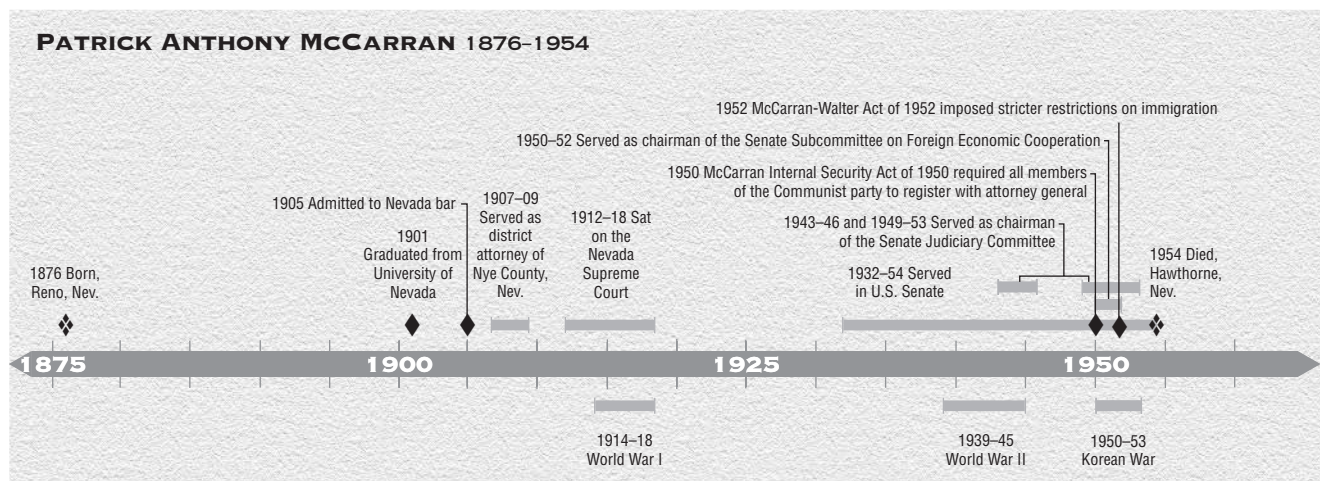 PATRICK ANTHONY MCCARRAN 1876–1954
1952 McCarran-Walter Act of 1952 imposed stricter restrictions on immigration
1950–52 Served as chairman of the Senate Subcommittee on Foreign Economic Cooperation
1950 McCarran Internal Security Act of 1950 required all members
of the Communist party to register with attorney general
1943–46 and 1949–53 Served as chairman
of the Senate Judiciary Committee
1876 Born,
Reno, Nev.
1901
Graduated from
University of
Nevada
1905 Admitted to Nevada bar
1907–09
Served as
district
attorney of
Nye County,
Nev.
1912–18 Sat
on the
Nevada
Supreme
Court
1932–54 Served
in U.S. Senate
1954 Died,
Hawthorne,
Nev.
1875
1900
1925
1950
1914–18
World War I
1939–45
World War II
1950–53
Korean War